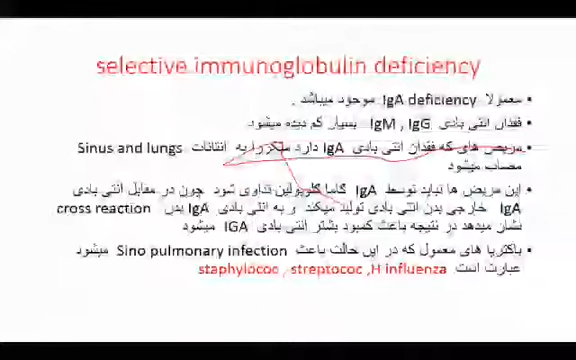 selective immunoglobulin deficiency
معمولا IgA deficiency موجود میباشد .
فقدان انتی بادی IgM , IgG بسیار کم دیده میشود.
مریض های که فقدان انتی بادی IgA دارد متکررا به انتانات Sinus and lungs
مصاب میشود
این مریض ها نباید توسط IgA گاما گلوبولین تداوی شود چون در مقابل انتی بادی
IgA خارجی بدن انتی بادی تولید میکند و به انتی بادی IgA بدن cross reaction
نشان میدهد در نتیجه باعث کمبود بشتر انتی بادی IGA میشود
باکتریا های معمول که در این حالت باعث Sino pulmonary infection میشود
عبارت است staphylococ , streptococ ,H influenza